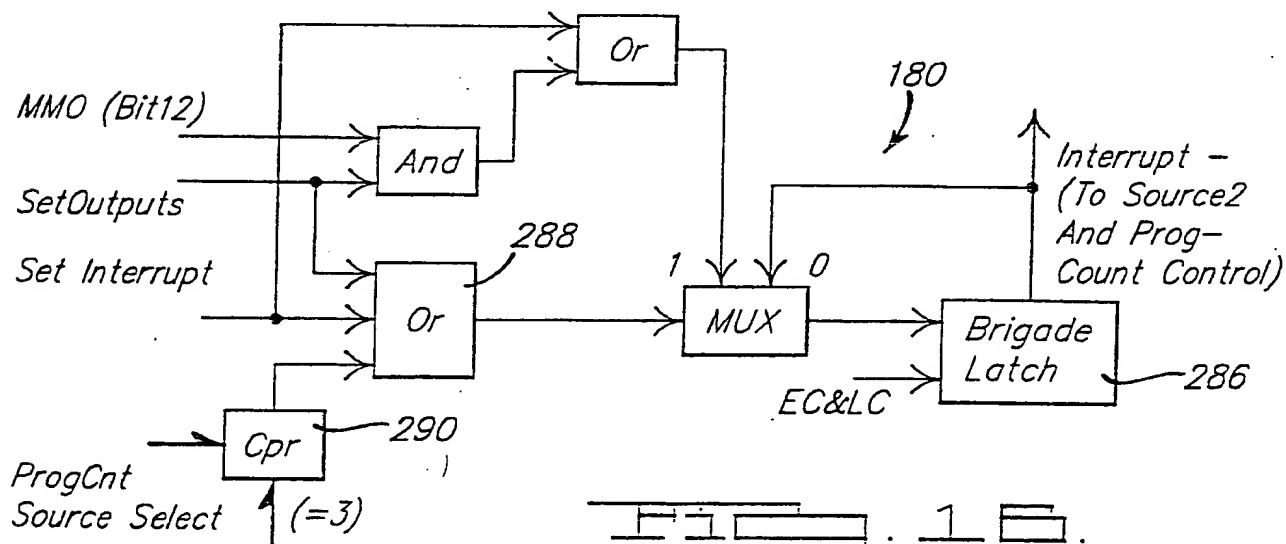 Or
180
MMO (Bit12)
And
Interrupt –
(To Source2
And Prog–
Count Control)
SetOutputs
288
Set Interrupt
1
0
Or
MUX
Brigade
Latch
286
EC&LC
Cpr
290
ProgCnt
Source Select
(=3)